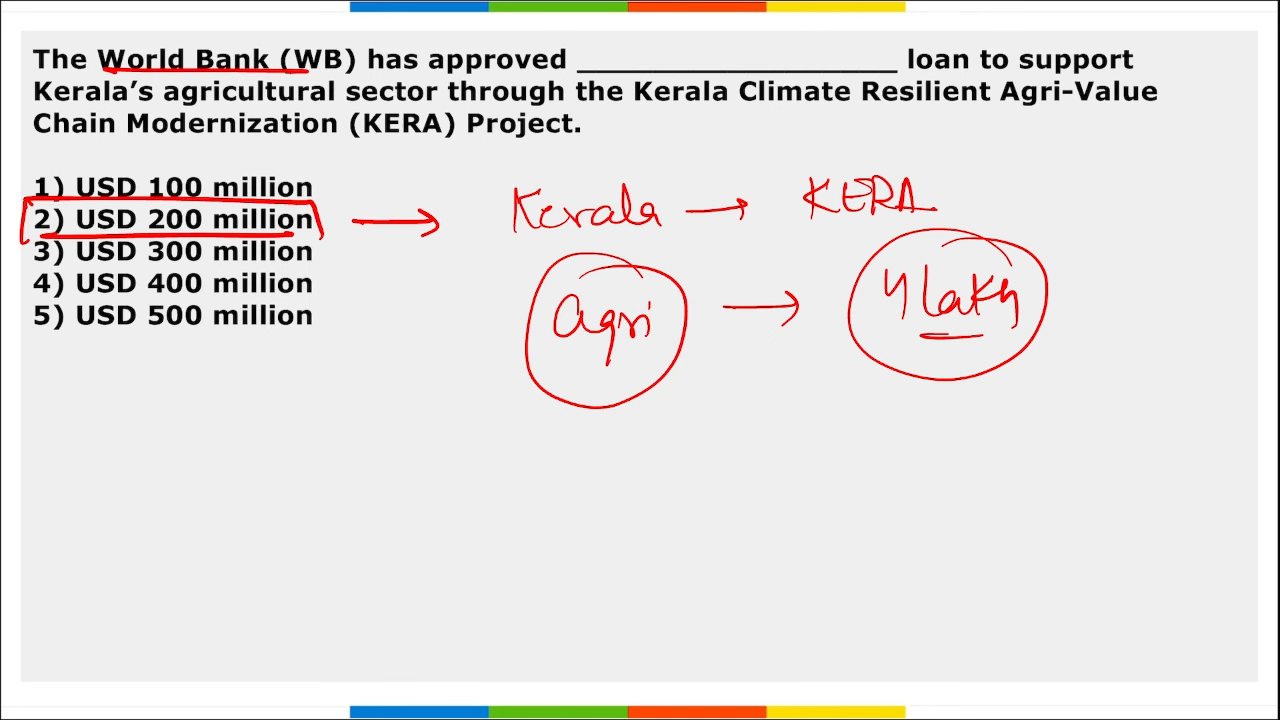 The World Bank (WB) has approved ______________________ loan to support
Kerala’s agricultural sector through the Kerala Climate Resilient Agri-Value
Chain Modernization (KERA) Project.
1) USD 100 million
2) USD 200 million
3) USD 300 million
4) USD 400 million
5) USD 500 million
Kerala → KERA
agri → 4 lakh